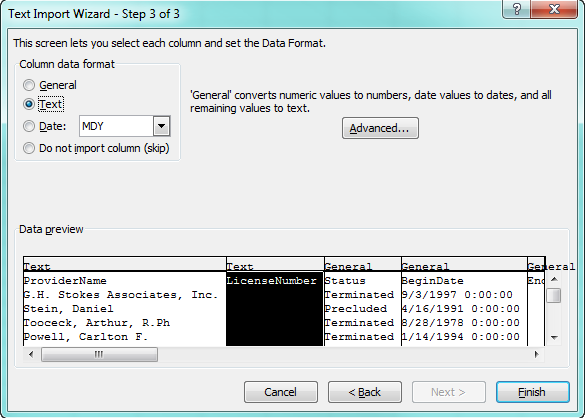 Text Import Wizard - Step 3 of 3
This screen lets you select each column and set the Data Format.
Column data format
General
Text
Date: MDY
Do not import column (skip)
'General' converts numeric values to numbers, date values to dates, and all
remaining values to text.
Advanced...
Data preview
Text Text General General General
ProviderName LicenseNumber Status BeginDate Enc
G.H. Stokes Associates, Inc. Terminated 9/3/1997 0:00:00
Stein, Daniel Precluded 4/16/1991 0:00:00
Tooceck, Arthur, R.Ph Terminated 8/28/1978 0:00:00
Powell, Carlton F. Terminated 1/14/1994 0:00:00
Cancel < Back Next > Finish